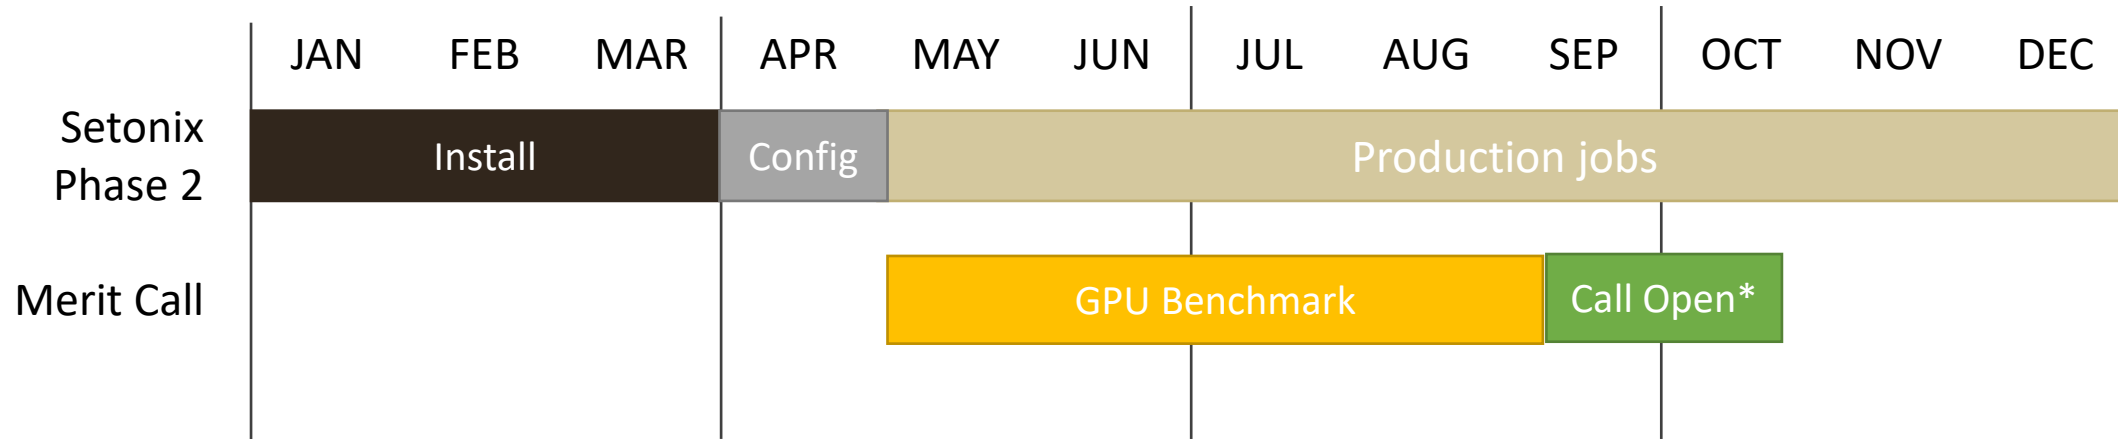 JAN FEB MAR APR MAY JUN JUL AUG SEP OCT NOV DEC
Setonix
Phase 2
Install Config Production jobs
Merit Call GPU Benchmark Call Open*